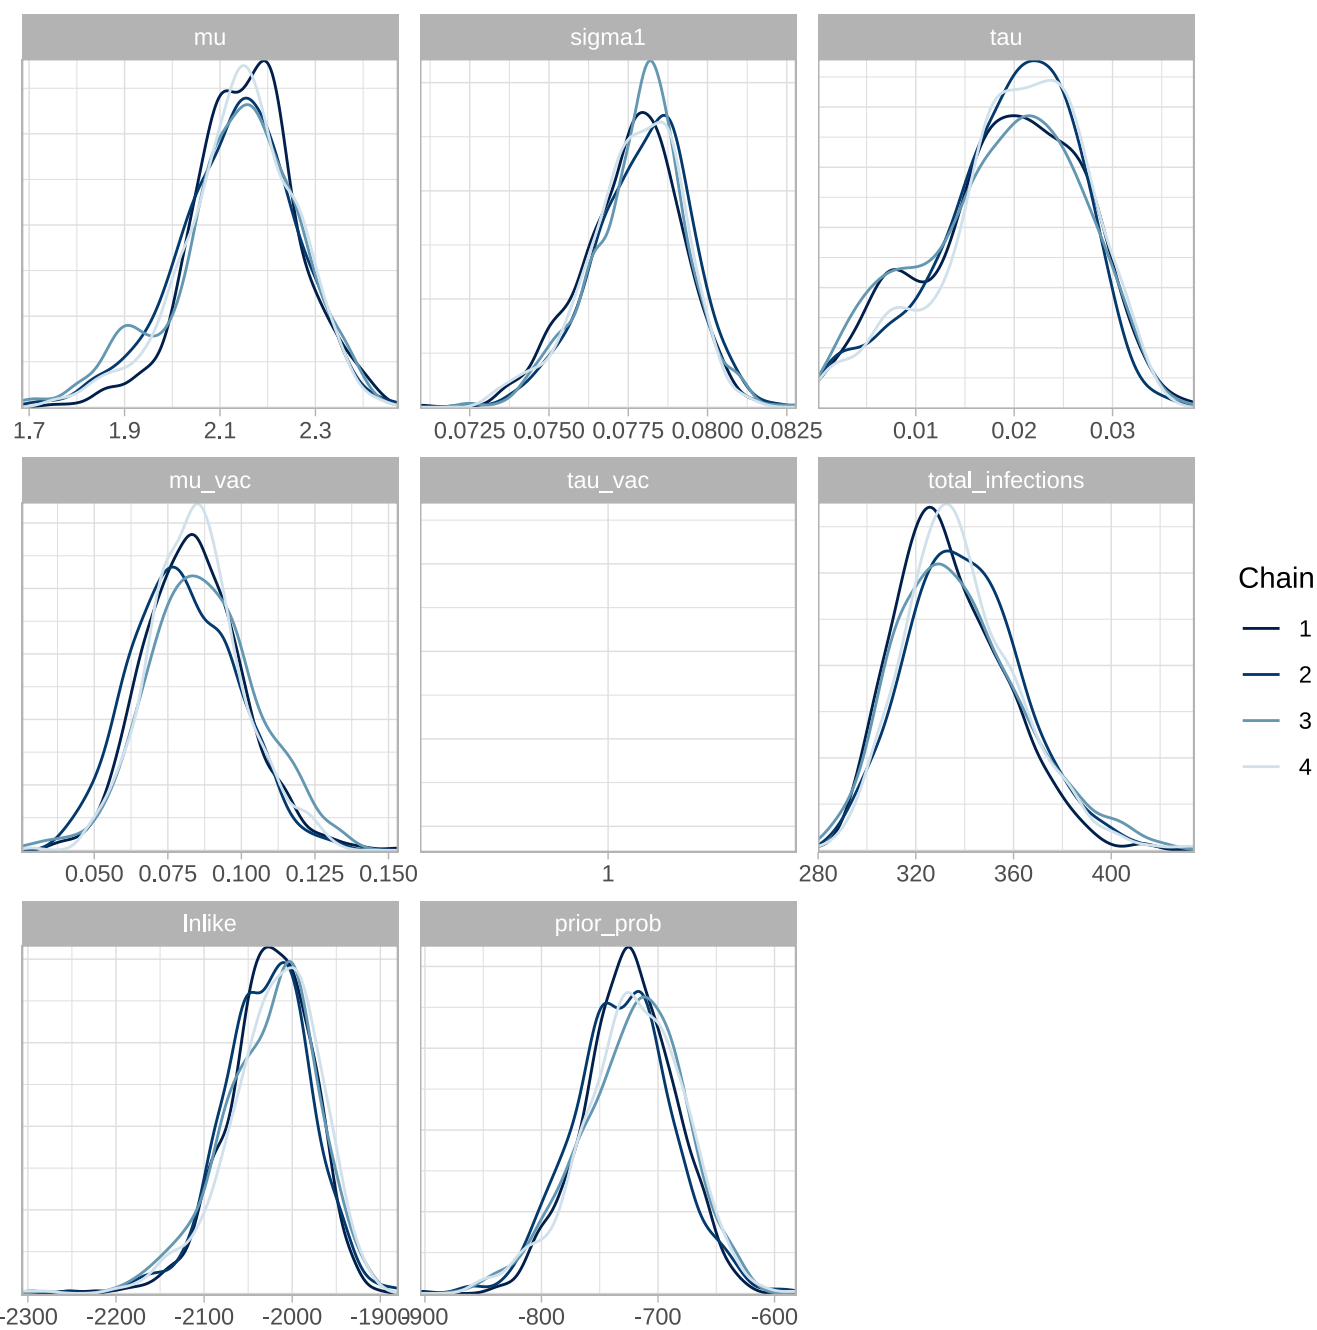 mu
sigma1
tau
1.7 1.9 2.1 2.3
0.0725 0.0750 0.0775 0.0800 0.0825
0.01 0.02 0.03
mu_vac
tau_vac
total_infections
0.050 0.075 0.100 0.125 0.150
1
280 320 360 400
lnlike
prior_prob
-2300 -2200 -2100 -2000 -1900
-900 -800 -700 -600
Chain
1
2
3
4